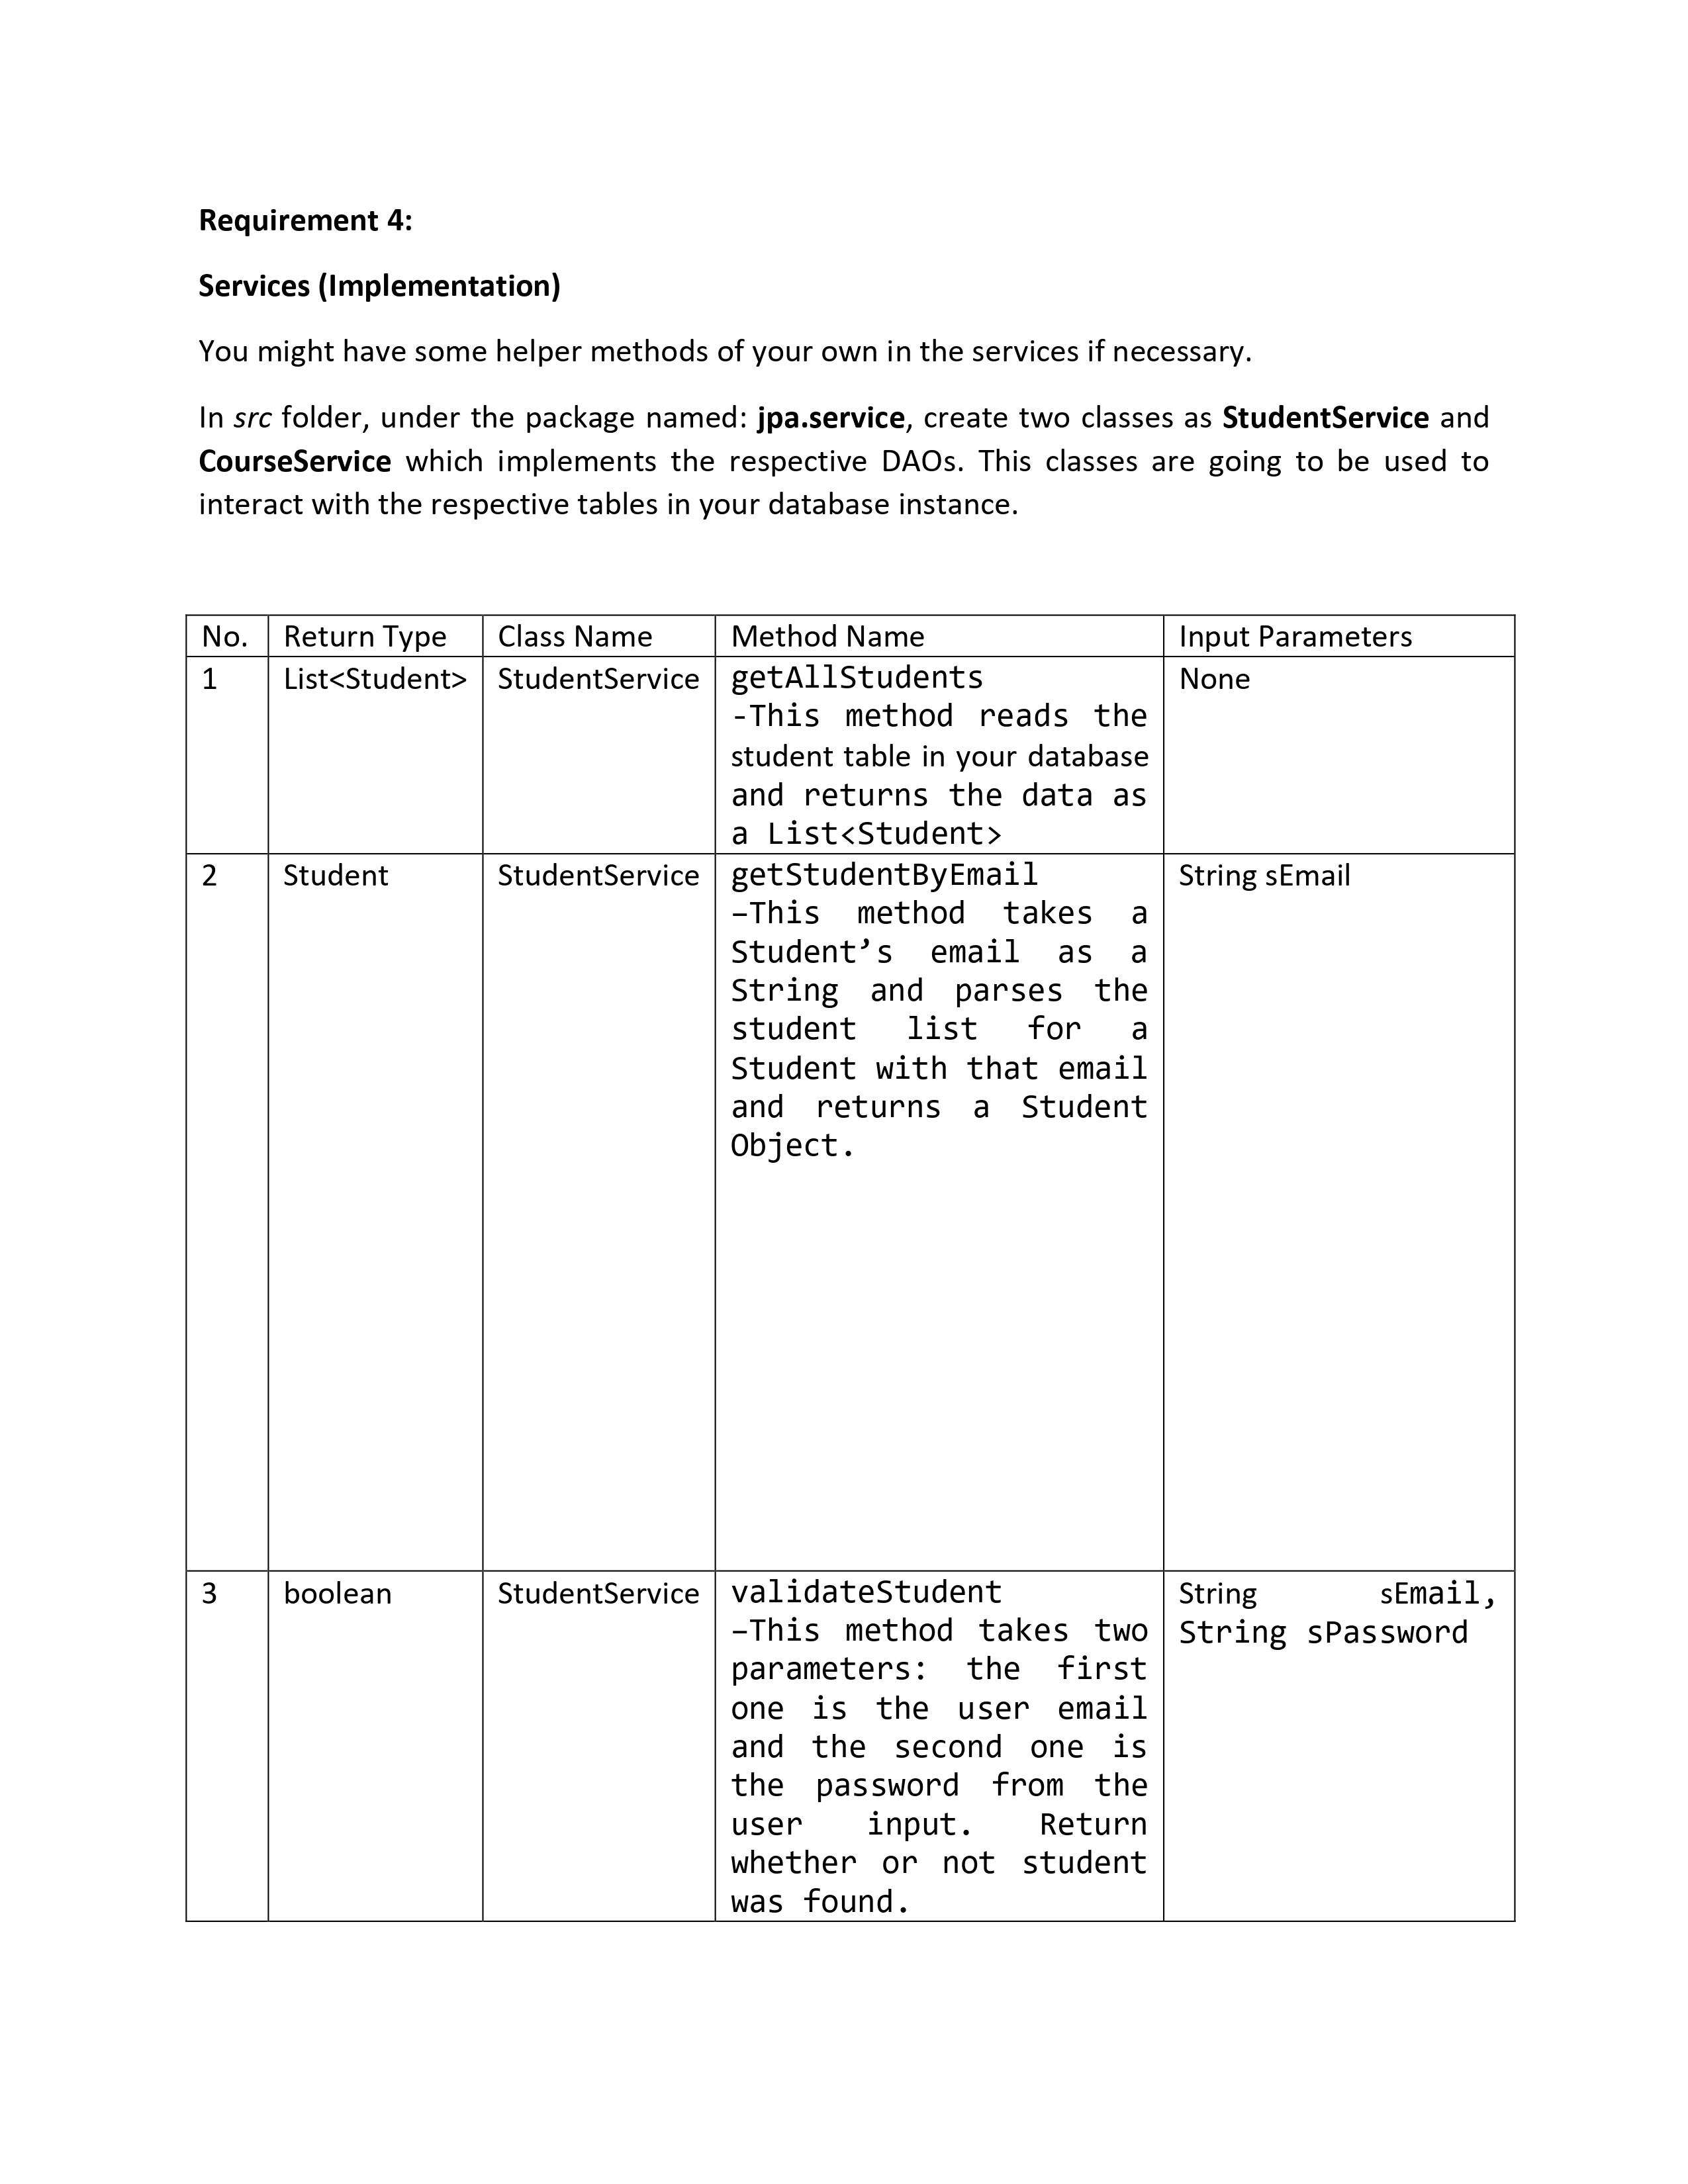 Requirement 4:
Services (Implementation)
You might have some helper methods of your own in the services if necessary.
In src folder, under the package named: jpa.service, create two classes as StudentService and
CourseService which implements the respective DAOs. This classes are going to be used to
interact with the respective tables in your database instance.
No. Return Type Class Name Method Name Input Parameters
1 List<Student> StudentService getAllStudents None
-This method reads the
student table in your database
and returns the data as
a List<Student>
2 Student StudentService getStudentByEmail String sEmail
–This method takes a
Student’s email as a
String and parses the
student list for a
Student with that email
and returns a Student
Object.
3 boolean StudentService validateStudent String sEmail,
–This method takes two String sPassword
parameters: the first
one is the user email
and the second one is
the password from the
user input. Return
whether or not student
was found.